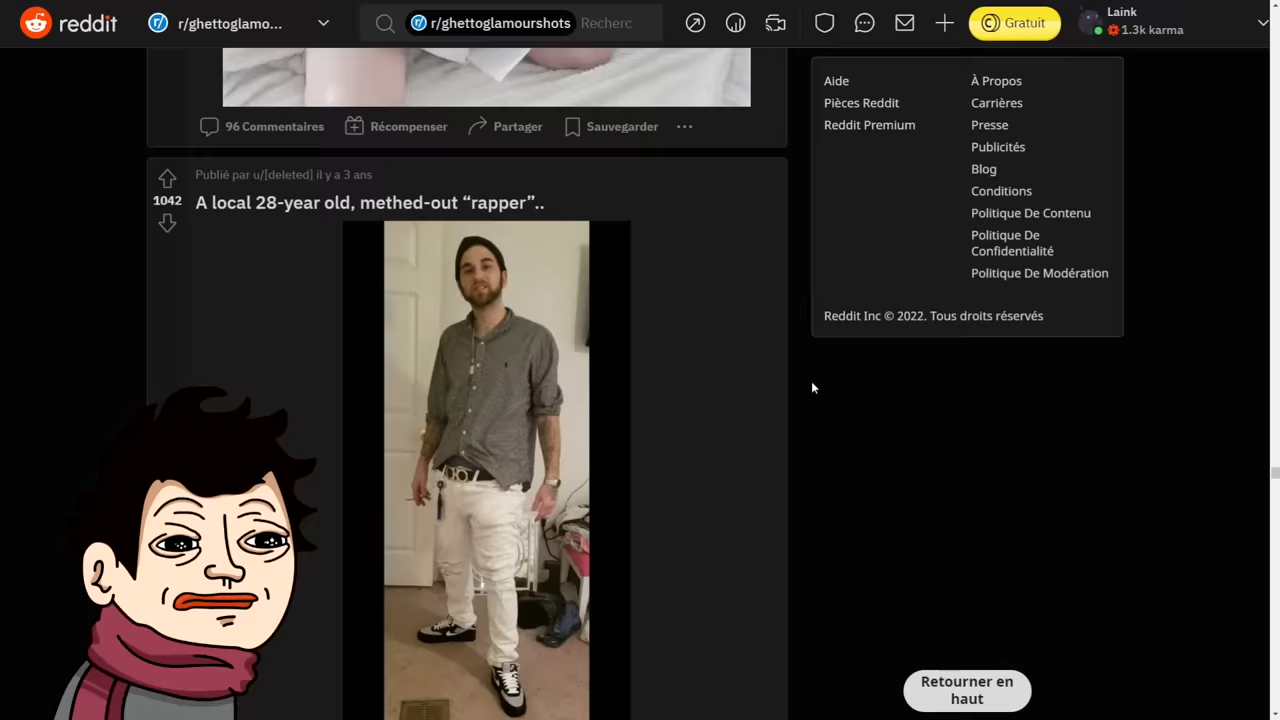 reddit
r/ghettoglamo...
r/ghettoglamourshots
Recherc
Gratuit
Laink
1.3k karma
96 Commentaires
Récompenser
Partager
Sauvegarder
Publié par u/[deleted] il y a 3 ans
1042
A local 28-year old, methed-out “rapper”..
Aide
À Propos
Pièces Reddit
Carrières
Reddit Premium
Presse
Publicités
Blog
Conditions
Politique De Contenu
Politique De
Confidentialité
Politique De Modération
Reddit Inc © 2022. Tous droits réservés
Retourner en
haut